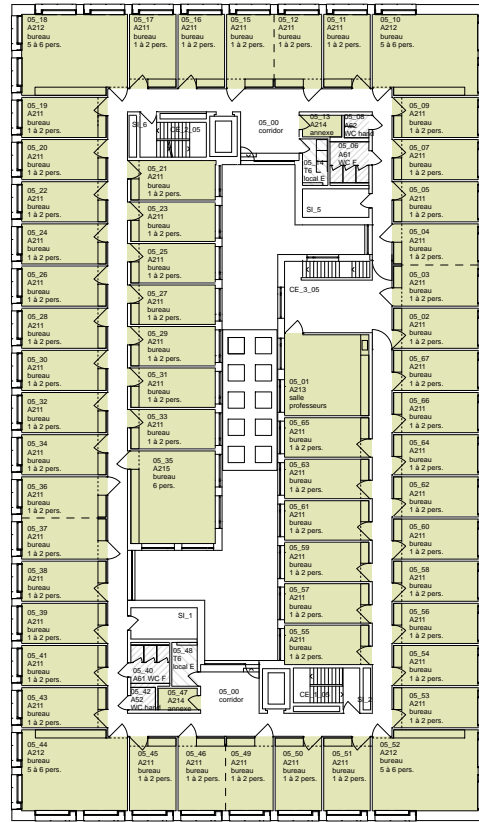 05_18
A212
bureau
5 à 6 pers.
05_17
A211
bureau
1 à 2 pers.
05_16
A211
bureau
1 à 2 pers.
05_15
A211
bureau
1 à 2 pers.
05_12
A211
bureau
1 à 2 pers.
05_11
A211
bureau
1 à 2 pers.
05_10
A212
bureau
5 à 6 pers.
05_19
A211
bureau
1 à 2 pers.
SI_6
CE_2_05
05_00
corridor
05_13
A214
annexe
05_08
A62
WC hand
05_09
A211
bureau
1 à 2 pers.
05_20
A211
bureau
1 à 2 pers.
05_14
T6
local E
05_06
A61
WC F
05_07
A211
bureau
1 à 2 pers.
05_22
A211
bureau
1 à 2 pers.
05_21
A211
bureau
1 à 2 pers.
05_05
A211
bureau
1 à 2 pers.
05_24
A211
bureau
1 à 2 pers.
05_23
A211
bureau
1 à 2 pers.
SI_5
05_04
A211
bureau
1 à 2 pers.
05_26
A211
bureau
1 à 2 pers.
05_25
A211
bureau
1 à 2 pers.
05_03
A211
bureau
1 à 2 pers.
05_28
A211
bureau
1 à 2 pers.
05_27
A211
bureau
1 à 2 pers.
CE_3_05
05_02
A211
bureau
1 à 2 pers.
05_30
A211
bureau
1 à 2 pers.
05_29
A211
bureau
1 à 2 pers.
05_67
A211
bureau
1 à 2 pers.
05_32
A211
bureau
1 à 2 pers.
05_31
A211
bureau
1 à 2 pers.
05_01
A213
salle
professeurs
05_66
A211
bureau
1 à 2 pers.
05_34
A211
bureau
1 à 2 pers.
05_33
A211
bureau
1 à 2 pers.
05_65
A211
bureau
1 à 2 pers.
05_64
A211
bureau
1 à 2 pers.
05_36
A211
bureau
1 à 2 pers.
05_35
A215
bureau
6 pers.
05_63
A211
bureau
1 à 2 pers.
05_62
A211
bureau
1 à 2 pers.
05_37
A211
bureau
1 à 2 pers.
05_61
A211
bureau
1 à 2 pers.
05_60
A211
bureau
1 à 2 pers.
05_38
A211
bureau
1 à 2 pers.
05_59
A211
bureau
1 à 2 pers.
05_58
A211
bureau
1 à 2 pers.
05_39
A211
bureau
1 à 2 pers.
SI_1
05_57
A211
bureau
1 à 2 pers.
05_56
A211
bureau
1 à 2 pers.
05_41
A211
bureau
1 à 2 pers.
05_40
A61 WC F
05_48
T6
local E
05_55
A211
bureau
1 à 2 pers.
05_54
A211
bureau
1 à 2 pers.
05_43
A211
bureau
1 à 2 pers.
05_42
A52
WC hand
05_47
A214
annexe
05_00
corridor
CE_1_05
SI_2
05_53
A211
bureau
1 à 2 pers.
05_44
A212
bureau
5 à 6 pers.
05_45
A211
bureau
1 à 2 pers.
05_46
A211
bureau
1 à 2 pers.
05_49
A211
bureau
1 à 2 pers.
05_50
A211
bureau
1 à 2 pers.
05_51
A211
bureau
1 à 2 pers.
05_52
A212
bureau
5 à 6 pers.